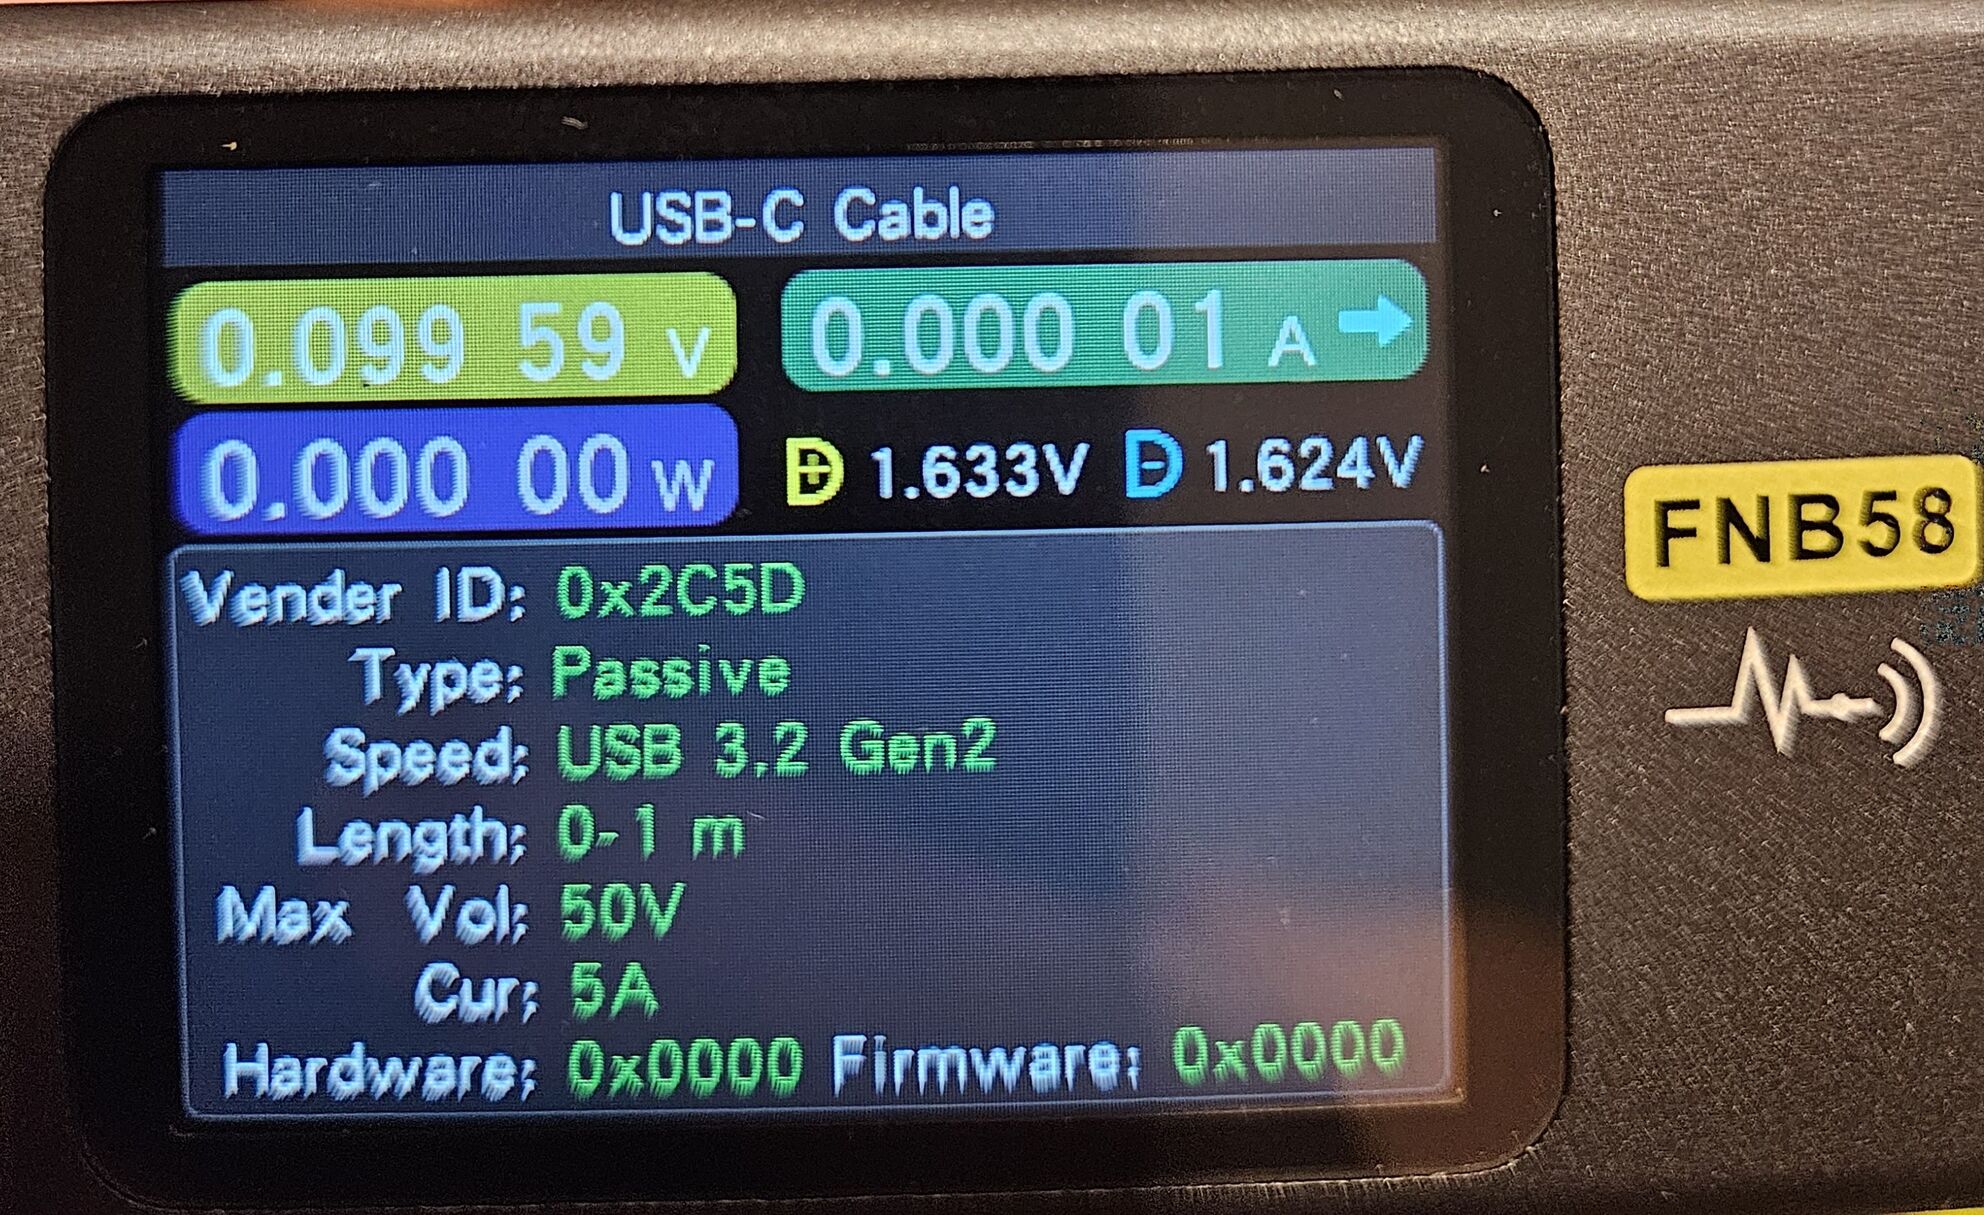 USB-C Cable
0.099 59 V 0.000 01 A
0.000 00 W D+ 1.633V D- 1.624V
FNB58
Vender ID: 0x2C5D
Type: Passive
Speed: USB 3.2 Gen2
Length: 0-1 m
Max Vol: 50V
Cur: 5A
Hardware: 0x0000 Firmware: 0x0000